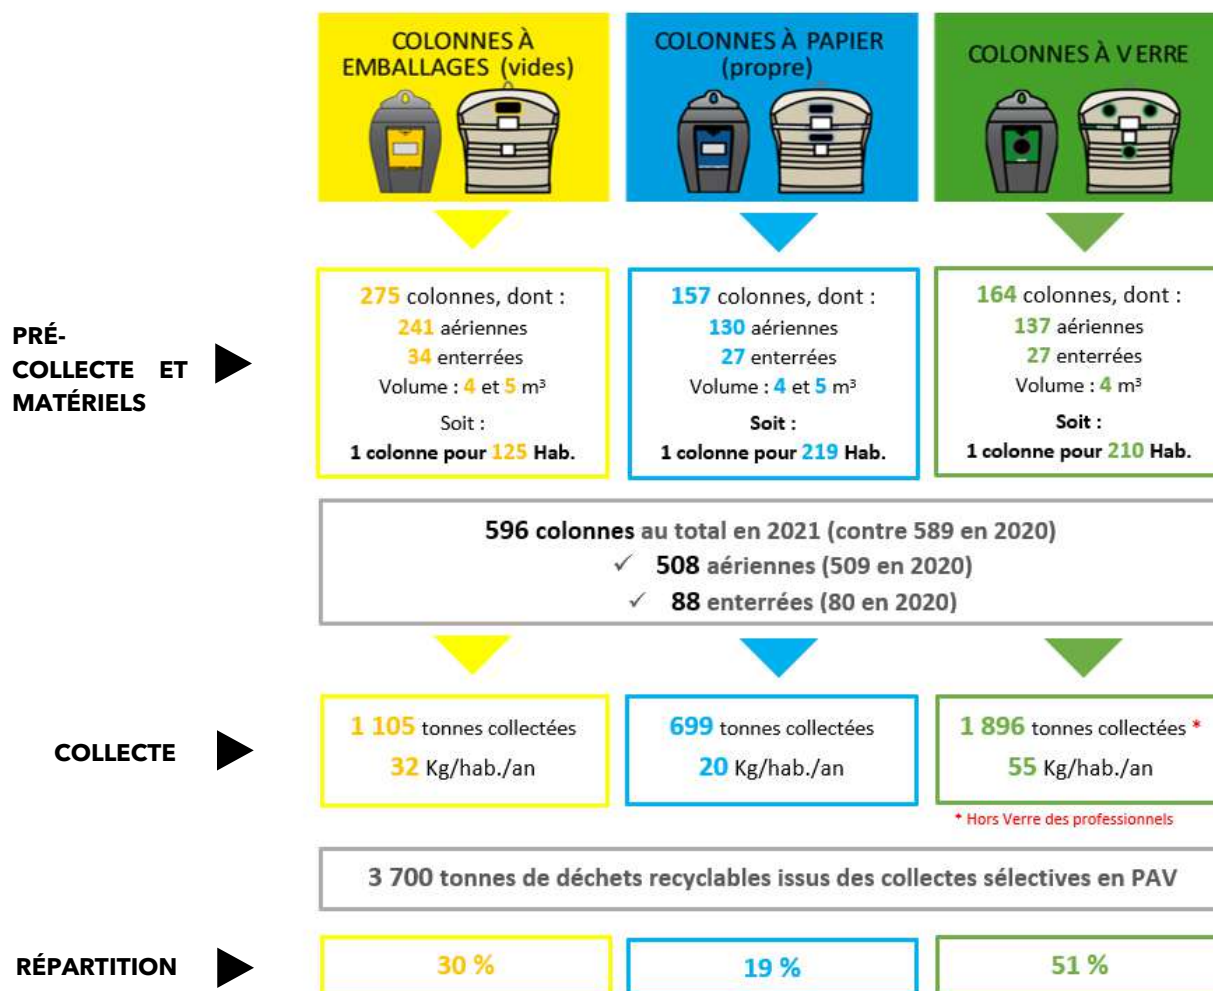 COLONNES À
EMBALLAGES (vides)
COLONNES À PAPIER
(propre)
COLONNES À VERRE
PRÉ-
COLLECTE ET
MATÉRIELS
275 colonnes, dont :
241 aériennes
34 enterrées
Volume : 4 et 5 m³
Soit :
1 colonne pour 125 Hab.
157 colonnes, dont :
130 aériennes
27 enterrées
Volume : 4 et 5 m³
Soit :
1 colonne pour 219 Hab.
164 colonnes, dont :
137 aériennes
27 enterrées
Volume : 4 m³
Soit :
1 colonne pour 210 Hab.
596 colonnes au total en 2021 (contre 589 en 2020)
✓ 508 aériennes (509 en 2020)
✓ 88 enterrées (80 en 2020)
COLLECTE
1 105 tonnes collectées
32 Kg/hab./an
699 tonnes collectées
20 Kg/hab./an
1 896 tonnes collectées *
55 Kg/hab./an
* Hors Verre des professionnels
3 700 tonnes de déchets recyclables issus des collectes sélectives en PAV
RÉPARTITION
30 %
19 %
51 %